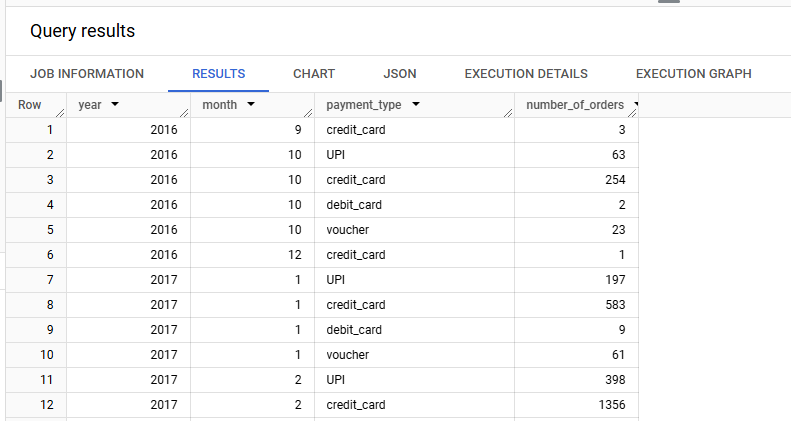 Query results
JOB INFORMATION RESULTS CHART JSON EXECUTION DETAILS EXECUTION GRAPH
Row year month payment_type number_of_orders
1 2016 9 credit_card 3
2 2016 10 UPI 63
3 2016 10 credit_card 254
4 2016 10 debit_card 2
5 2016 10 voucher 23
6 2016 12 credit_card 1
7 2017 1 UPI 197
8 2017 1 credit_card 583
9 2017 1 debit_card 9
10 2017 1 voucher 61
11 2017 2 UPI 398
12 2017 2 credit_card 1356